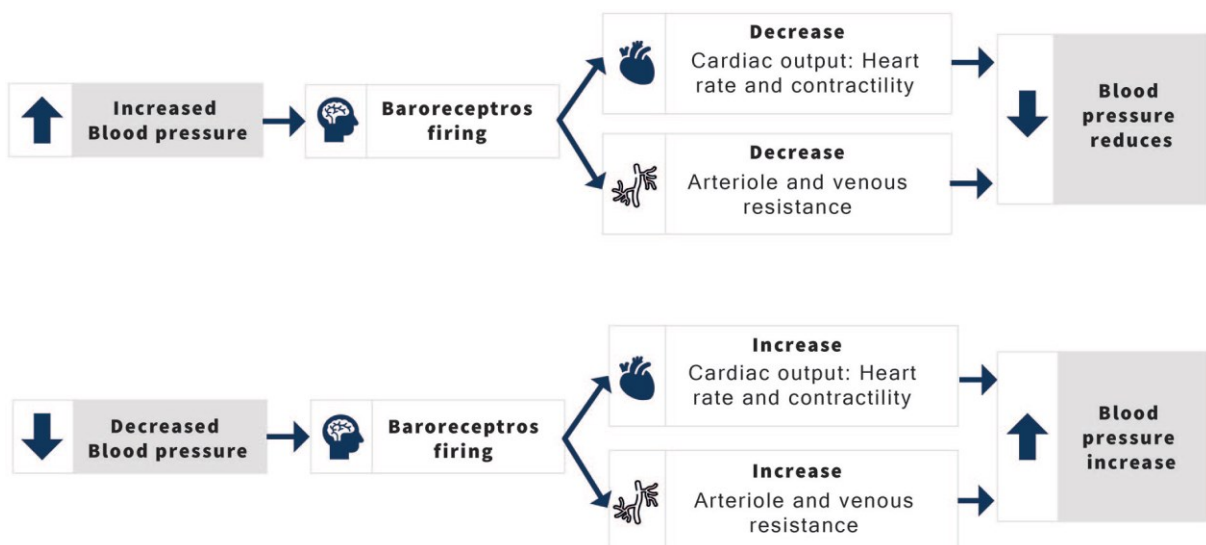 Increased
Blood pressure
Baroreceptros
firing
Decrease
Cardiac output: Heart
rate and contractility
Decrease
Arteriole and venous
resistance
Blood
pressure
reduces
Decreased
Blood pressure
Baroreceptros
firing
Increase
Cardiac output: Heart
rate and contractility
Increase
Arteriole and venous
resistance
Blood
pressure
increase